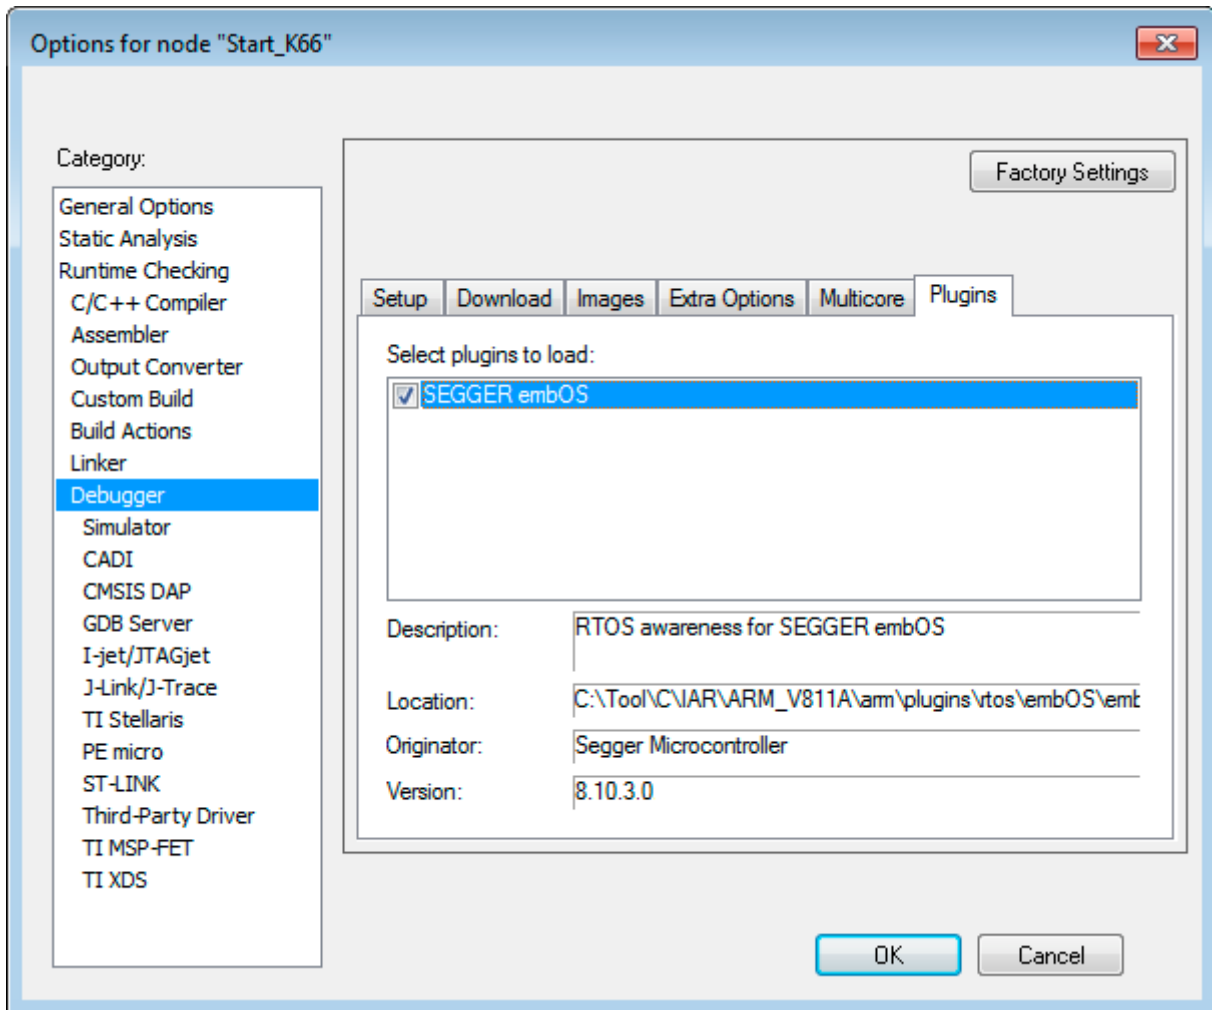 Options for node "Start_K66"
Category:
General Options
Static Analysis
Runtime Checking
C/C++ Compiler
Assembler
Output Converter
Custom Build
Build Actions
Linker
Debugger
Simulator
CADI
CMSIS DAP
GDB Server
I-jet/JTAGjet
J-Link/J-Trace
TI Stellaris
PE micro
ST-LINK
Third-Party Driver
TI MSP-FET
TI XDS
Factory Settings
Setup Download Images Extra Options Multicore Plugins
Select plugins to load:
SEGGER embOS
Description: RTOS awareness for SEGGER embOS
Location: C:\Tool\C\IAR\ARM_V811A\arm\plugins\rtos\embOS\emb
Originator: Segger Microcontroller
Version: 8.10.3.0
OK Cancel